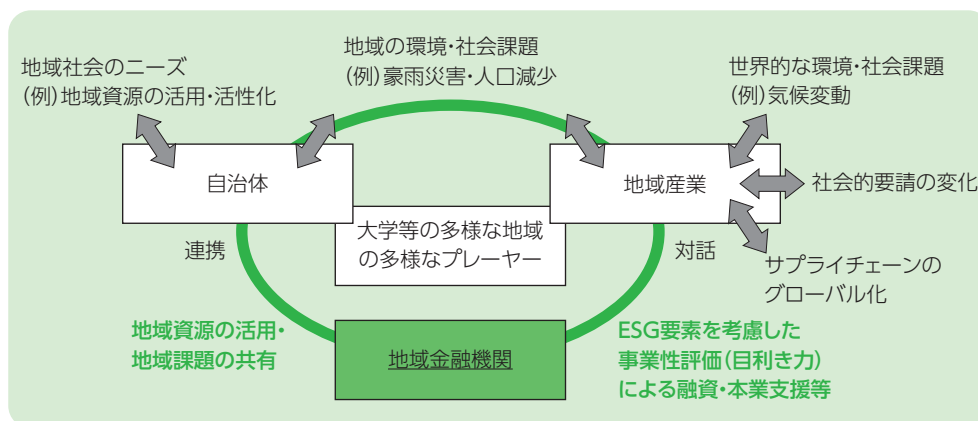 地域社会のニーズ
(例)地域資源の活用・活性化
地域の環境・社会課題
(例)豪雨災害・人口減少
世界的な環境・社会課題
(例)気候変動
自治体
地域産業
社会的要請の変化
大学等の多様な地域
の多様なプレーヤー
連携
対話
サプライチェーンの
グローバル化
地域資源の活用・
地域課題の共有
地域金融機関
ESG要素を考慮した
事業性評価(目利き力)
による融資・本業支援等